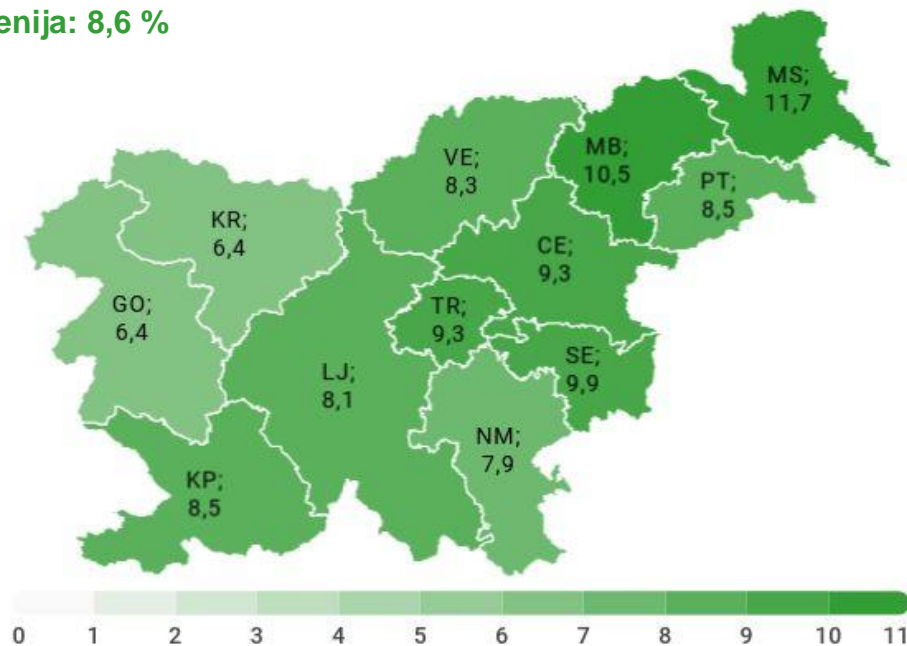 enija: 8,6 %
MS;
11,7
MB;
10,5
VE;
8,3
PT;
8,5
KR;
6,4
CE;
9,3
GO;
6,4
TR;
9,3
SE;
9,9
LJ;
8,1
NM;
7,9
KP;
8,5
0 1 2 3 4 5 6 7 8 9 10 11